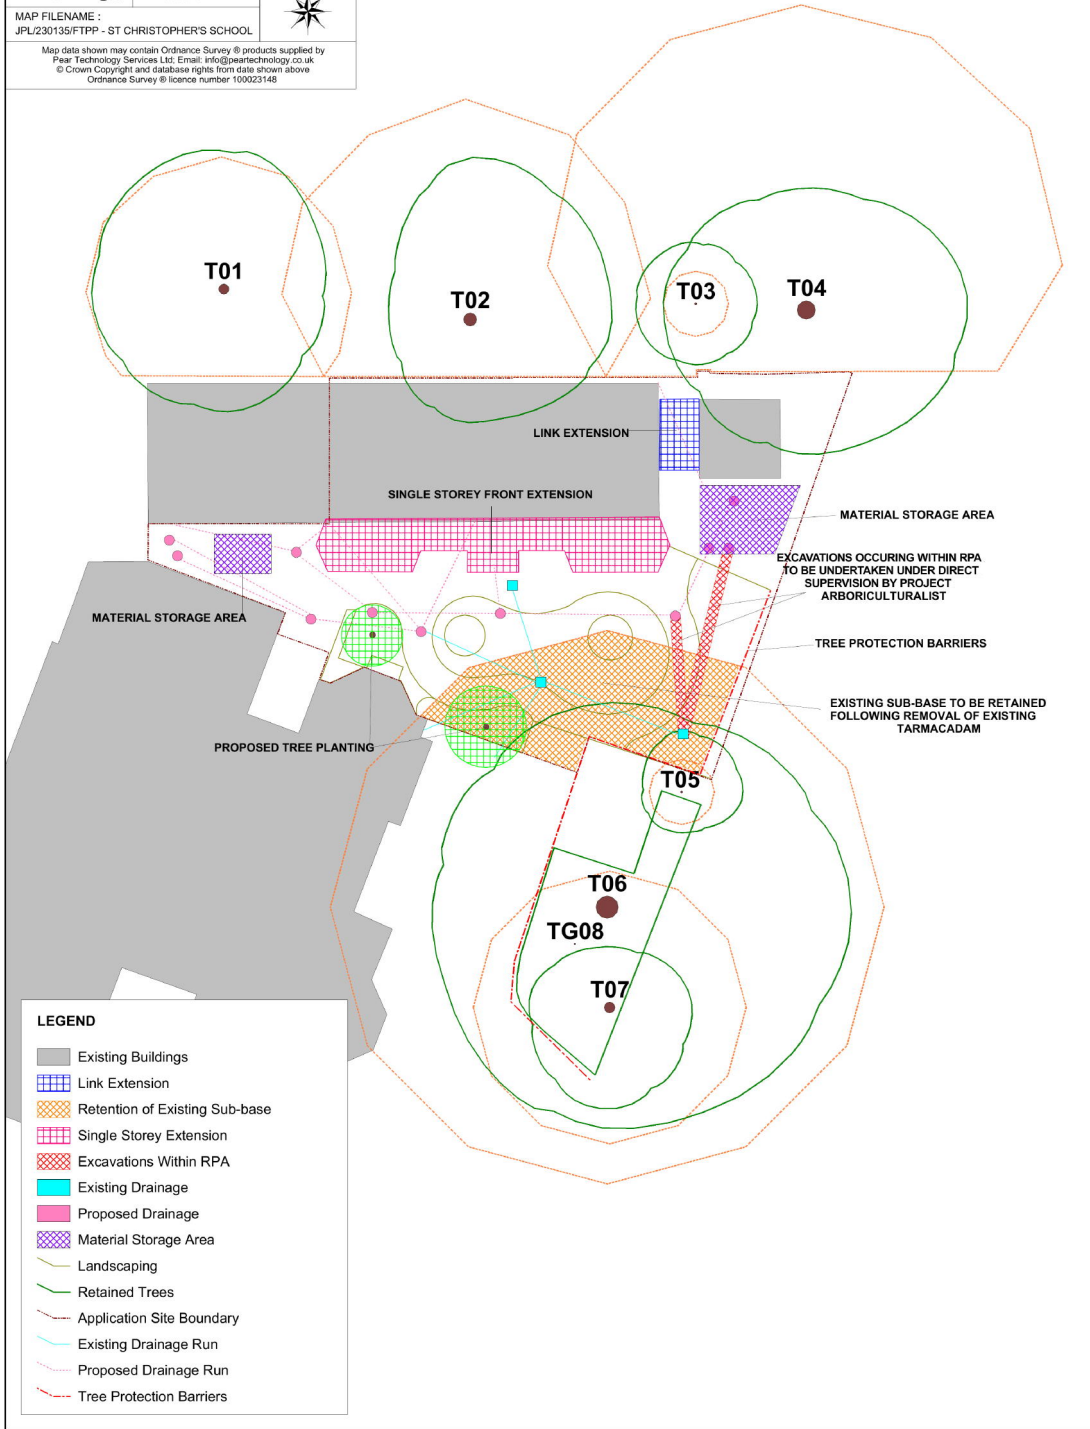 MAP FILENAME :
JPL/230135/FTPP - ST CHRISTOPHER'S SCHOOL
Map data shown may contain Ordnance Survey ® products supplied by
Pear Technology Services Ltd; Email: info@peartechnology.co.uk
© Crown Copyright and database rights from date shown above
Ordnance Survey ® licence number 100023148
T01
T02
T03
T04
LINK EXTENSION
SINGLE STOREY FRONT EXTENSION
MATERIAL STORAGE AREA
EXCAVATIONS OCCURING WITHIN RPA
TO BE UNDERTAKEN UNDER DIRECT
SUPERVISION BY PROJECT
ARBORICULTURALIST
MATERIAL STORAGE AREA
TREE PROTECTION BARRIERS
EXISTING SUB-BASE TO BE RETAINED
FOLLOWING REMOVAL OF EXISTING
TARMACADAM
PROPOSED TREE PLANTING
T05
T06
TG08
T07
LEGEND
Existing Buildings
Link Extension
Retention of Existing Sub-base
Single Storey Extension
Excavations Within RPA
Existing Drainage
Proposed Drainage
Material Storage Area
Landscaping
Retained Trees
Application Site Boundary
Existing Drainage Run
Proposed Drainage Run
Tree Protection Barriers